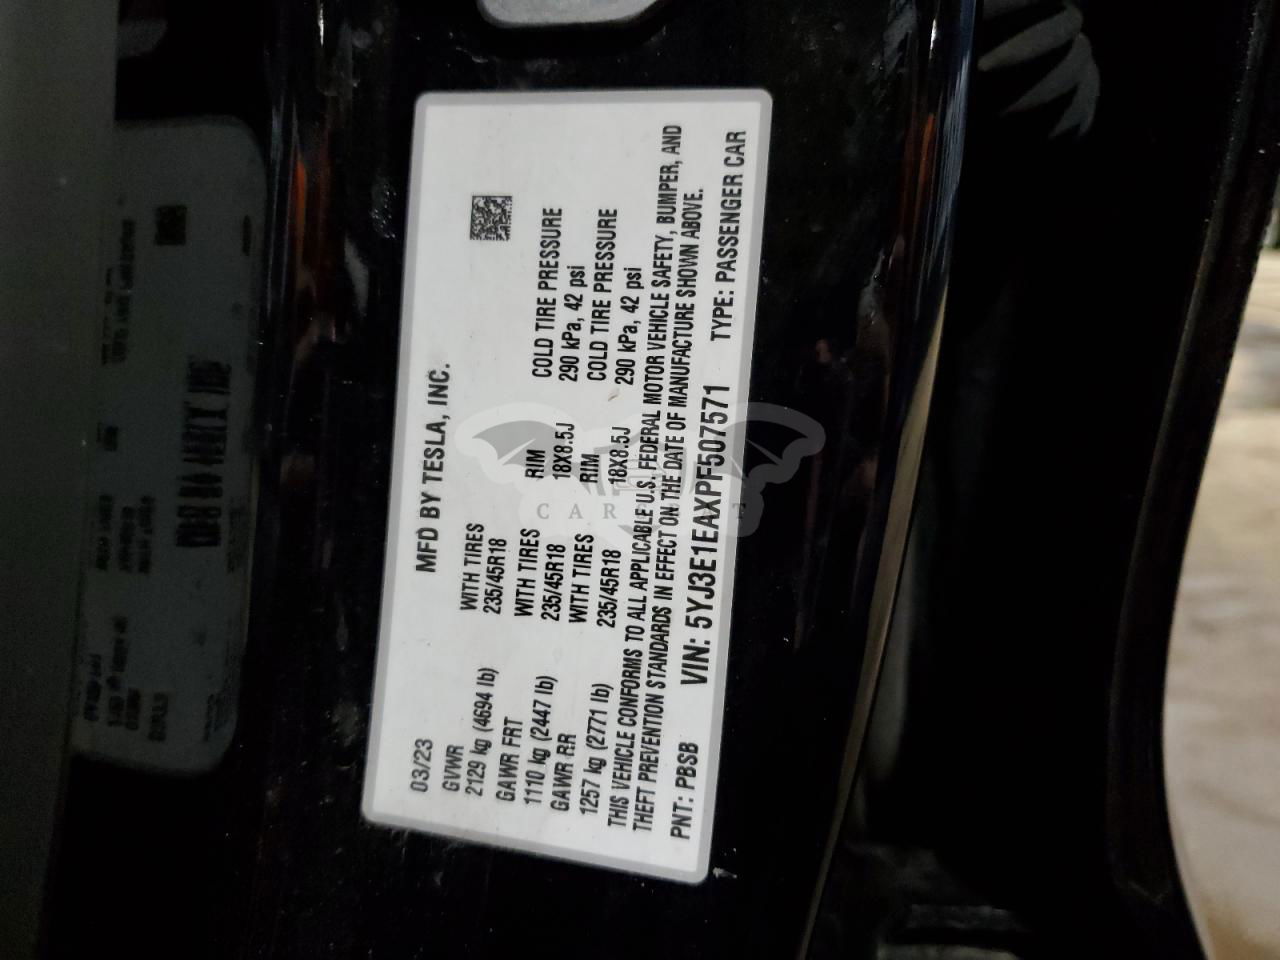 MFD BY TESLA, INC.
03/23
GVWR WITH TIRES
2129 kg (4694 lb) 235/45R18
GAWR FRT WITH TIRES RIM COLD TIRE PRESSURE
1110 kg (2447 lb) 235/45R18 18X8.5J 290 kPa, 42 psi
GAWR RR WITH TIRES RIM COLD TIRE PRESSURE
1257 kg (2771 lb) 235/45R18 18X8.5J 290 kPa, 42 psi
THIS VEHICLE CONFORMS TO ALL APPLICABLE U.S. FEDERAL MOTOR VEHICLE SAFETY, BUMPER, AND
THEFT PREVENTION STANDARDS IN EFFECT ON THE DATE OF MANUFACTURE SHOWN ABOVE.
PNT: PBSB VIN: 5YJ3E1EAXPF507571 TYPE: PASSENGER CAR